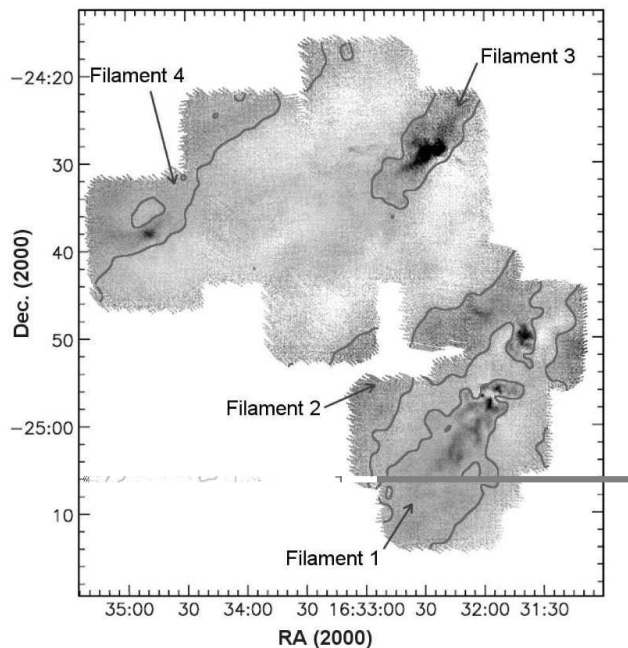 Filament 3
Filament 4
−24:20
30
40
50
−25:00
10
Dec. (2000)
Filament 2
Filament 1
35:00 30 34:00 30 16:33:00 30 32:00 31:30
RA (2000)